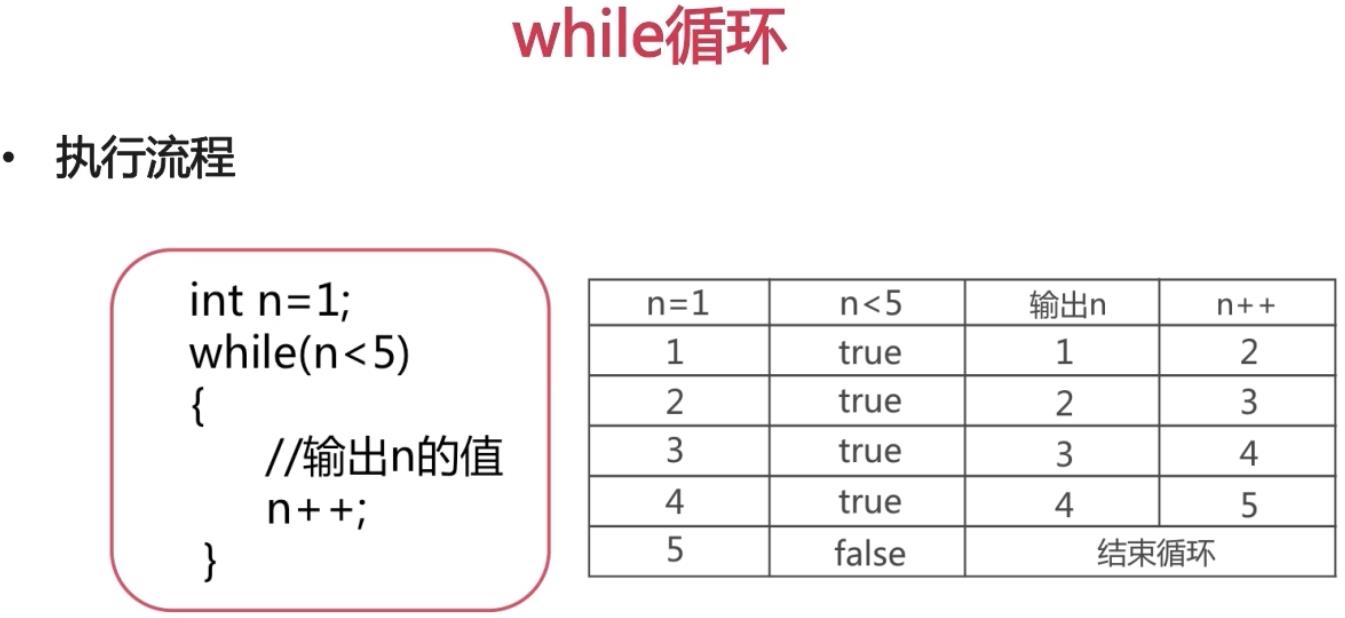 while循环
• 执行流程
int n=1;
while(n<5)
{
//输出n的值
n++;
}
n=1 n<5 输出n n++
1 true 1 2
2 true 2 3
3 true 3 4
4 true 4 5
5 false 结束循环